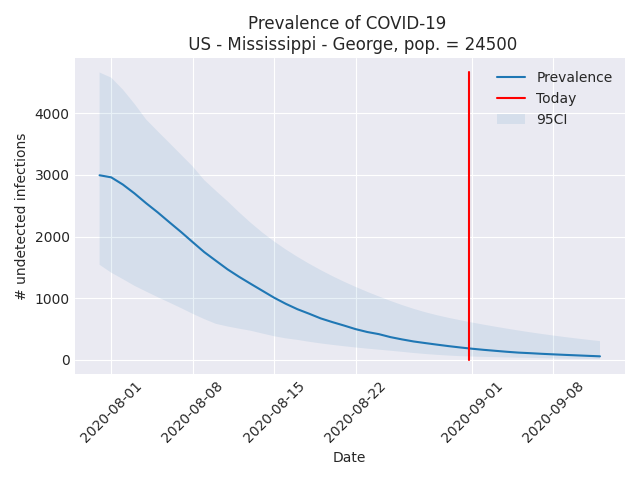 Prevalence of COVID-19
US - Mississippi - George, pop. = 24500
Prevalence
Today
95CI
# undetected infections
4000
3000
2000
1000
0
2020-08-01
2020-08-08
2020-08-15
2020-08-22
2020-09-01
2020-09-08
Date